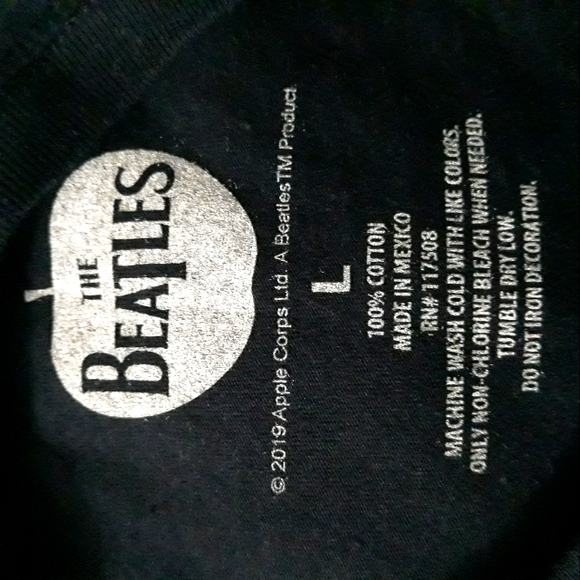 THE
BEATLES
© 2019 Apple Corps Ltd. A Beatles™ Product.
L
100% COTTON
MADE IN MEXICO
RN# 117508
MACHINE WASH COLD WITH LIKE COLORS.
ONLY NON-CHLORINE BLEACH WHEN NEEDED.
TUMBLE DRY LOW.
DO NOT IRON DECORATION.